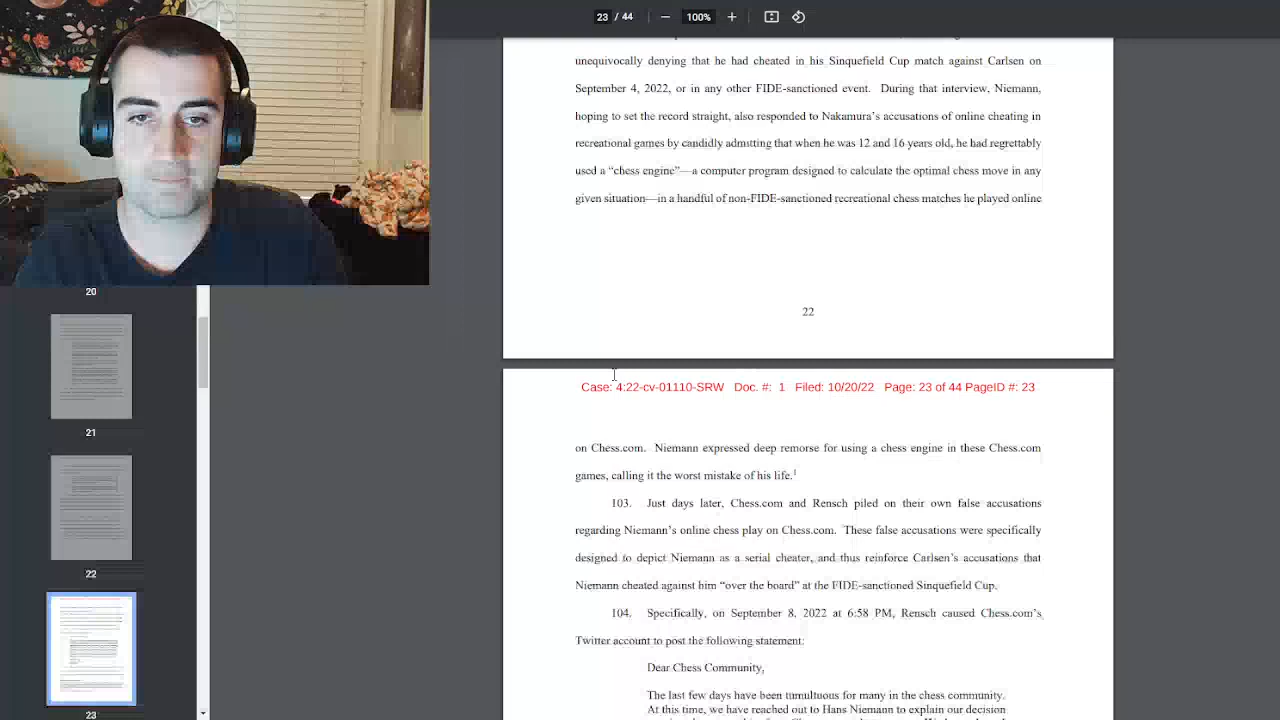 23 / 44
100%
unequivocally denying that he had cheated in his Sinquefield Cup match against Carlsen on
September 4, 2022, or in any other FIDE-sanctioned event. During that interview, Niemann,
hoping to set the record straight, also responded to Nakamura's accusations of online cheating in
recreational games by candidly admitting that when he was 12 and 16 years old, he had regrettably
used a “chess engine”—a computer program designed to calculate the optimal chess move in any
given situation—in a handful of non-FIDE-sanctioned recreational chess matches he played online
22
Case: 4:22-cv-01110-SRW Doc. #: 1 Filed: 10/20/22 Page: 23 of 44 PageID #: 23
on Chess.com. Niemann expressed deep remorse for using a chess engine in these Chess.com
games, calling it the worst mistake of his life.1
103. Just days later, Chess.com and Rensch piled on their own false accusations
regarding Niemann's online chess play on Chess.com. These false accusations were specifically
designed to depict Niemann as a serial cheater, and thus reinforce Carlsen's accusations that
Niemann cheated against him “over the board” at the FIDE-sanctioned Sinquefield Cup.
104. Specifically, on September 8, 2022 at 6:58 PM, Rensch caused Chess.com's
Twitter account to post the following statement:
Dear Chess Community,
The last few days have been tumultuous for many in the chess community.
At this time, we have reached out to Hans Niemann to explain our decision
20
21
22
23